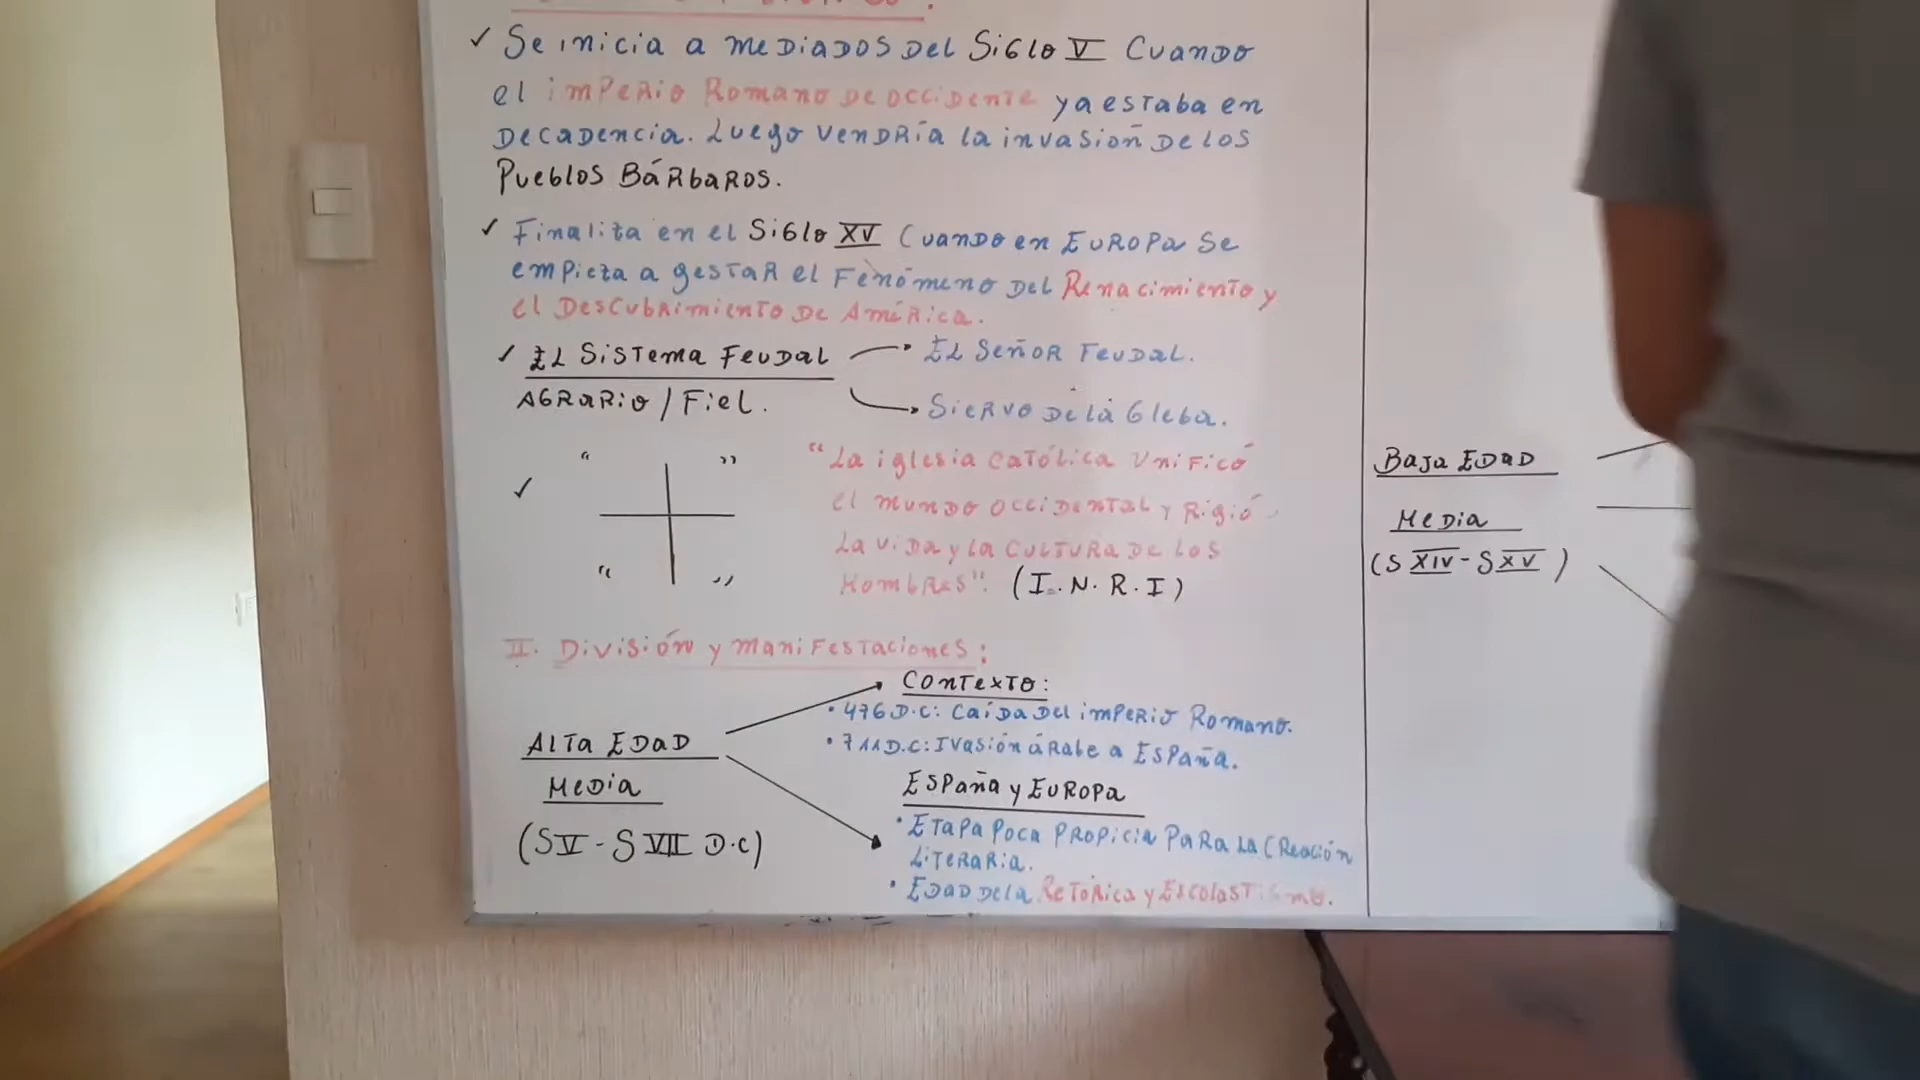 ✓ Se inicia a mediados del Siglo V Cuando
el imperio Romano de occidente ya estaba en
decadencia. Luego vendría la invasión de los
Pueblos Bárbaros.
✓ Finaliza en el Siglo XV Cuando en Europa Se
empieza a gestar el Fenómeno del Renacimiento y
el Descubrimiento de América.
✓ El Sistema Feudal
Agrario / Fiel.
El Señor Feudal.
Siervo de la Gleba.
✓ “ ”
“ ”
“La iglesia católica unificó
el mundo occidental y Rigió
la vida y la cultura de los
Hombres”. (I.N.R.I)
II. División y manifestaciones:
Alta Edad
Media
(S V - S VII D.C)
Contexto:
• 476 D.C: Caída del imperio Romano.
• 711 D.C: Ivasión árabe a España.
España y Europa
• Etapa poca propicia para la Creación
Literaria.
• Edad de la Retórica y Escolastismo.
Baja Edad
Media
(S XIV - S XV)